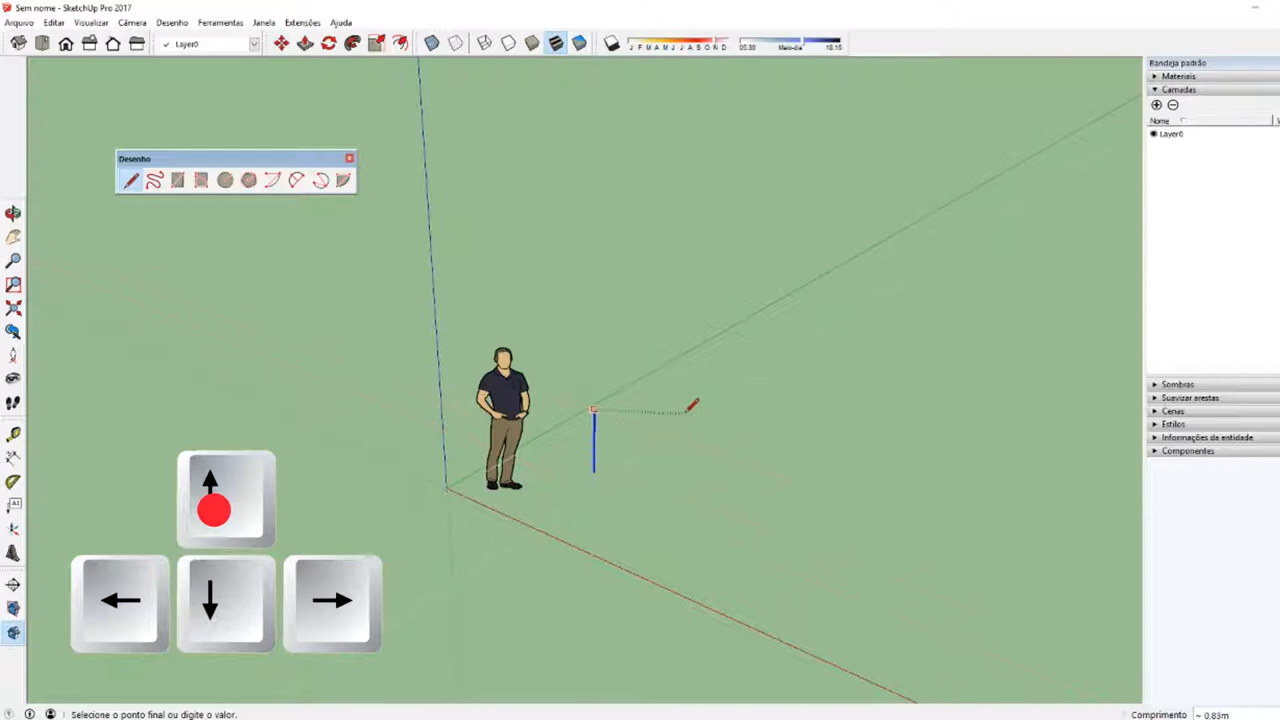 Sem nome - SketchUp Pro 2017
Arquivo Editar Visualizar Câmera Desenho Ferramentas Janela Extensões Ajuda
Layer0
J F M A M J J A S O N D
05:30 Meio-dia 18:15
Bandeja padrão
Materiais
Camadas
Nome
Layer0
Desenho
Sombras
Suavizar arestas
Cenas
Estilos
Informações da entidade
Componentes
Selecione o ponto final ou digite o valor.
Comprimento ~ 0,83m